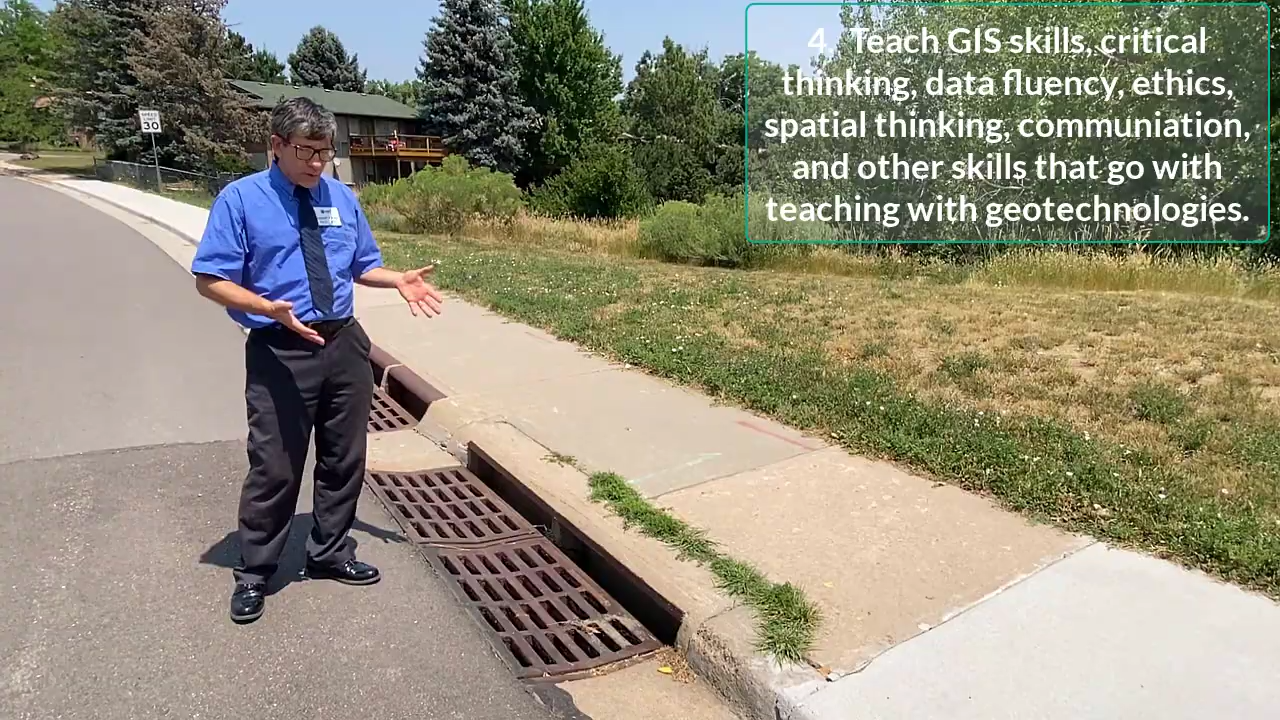 4.  Teach GIS skills, critical
thinking, data fluency, ethics,
spatial thinking, communiation,
and other skills that go with
teaching with geotechnologies.
SPEED
LIMIT
30